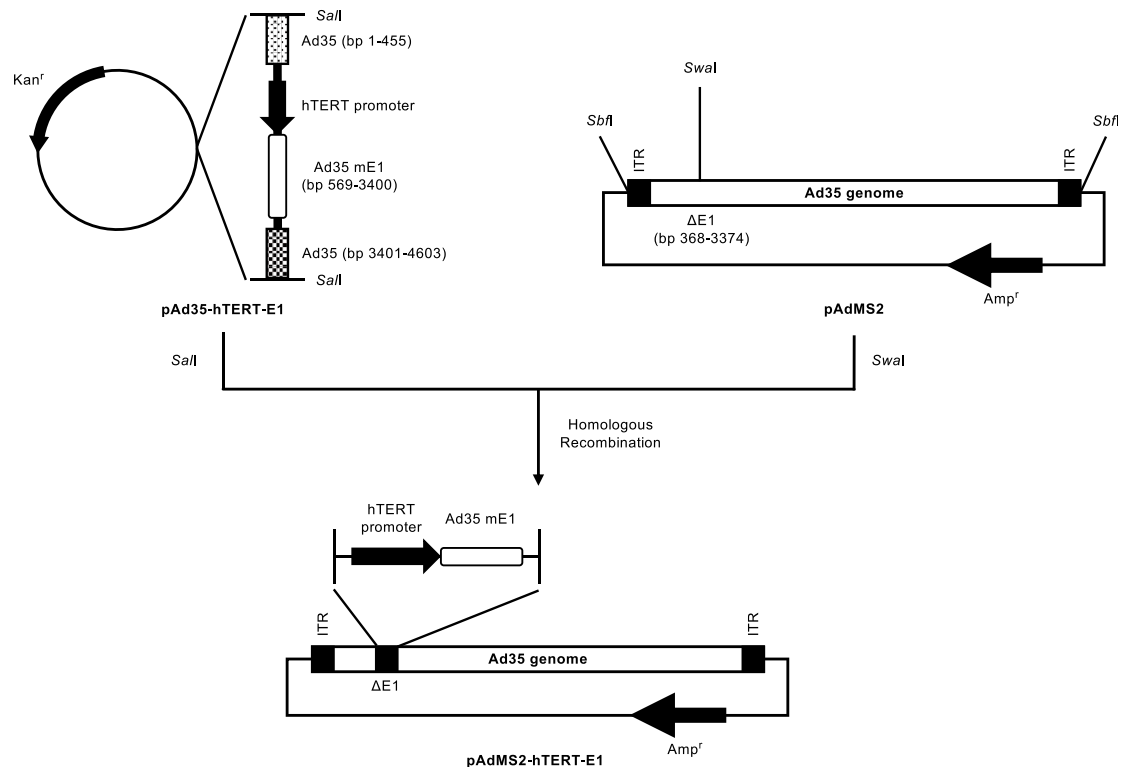 Kanʳ
SalI
Ad35 (bp 1-455)
hTERT promoter
Ad35 mE1
(bp 569-3400)
Ad35 (bp 3401-4603)
SalI
pAd35-hTERT-E1
SwaI
SbfI
SbfI
ITR
ITR
Ad35 genome
ΔE1
(bp 368-3374)
Ampʳ
pAdMS2
SalI
SwaI
Homologous
Recombination
hTERT
promoter
Ad35 mE1
ITR
ITR
Ad35 genome
ΔE1
Ampʳ
pAdMS2-hTERT-E1